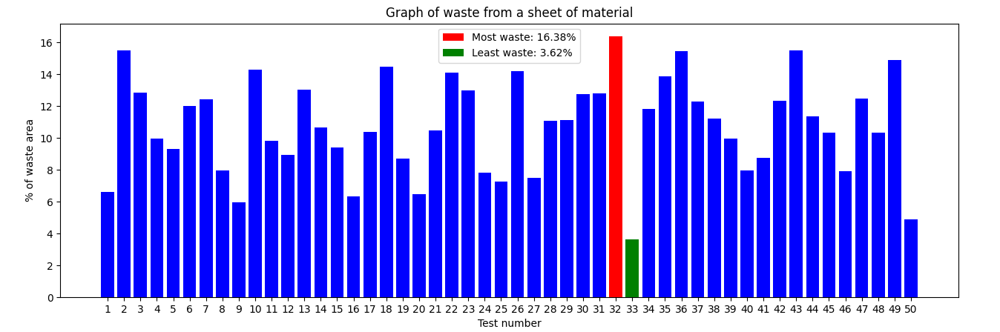 Graph of waste from a sheet of material
Most waste: 16.38%
Least waste: 3.62%
% of waste area
16
14
12
10
8
6
4
2
0
1 2 3 4 5 6 7 8 9 10 11 12 13 14 15 16 17 18 19 20 21 22 23 24 25 26 27 28 29 30 31 32 33 34 35 36 37 38 39 40 41 42 43 44 45 46 47 48 49 50
Test number